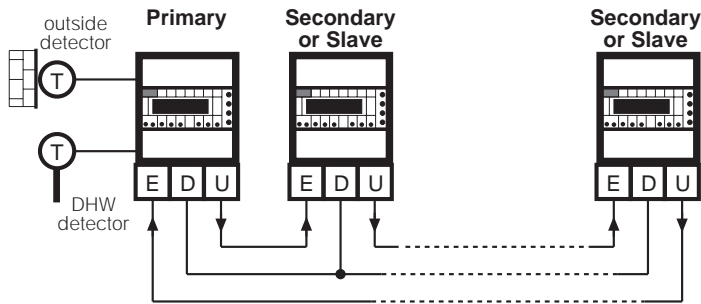 outside
detector
Primary
Secondary
or Slave
Secondary
or Slave
T
T
DHW
detector
E D U
E D U
E D U